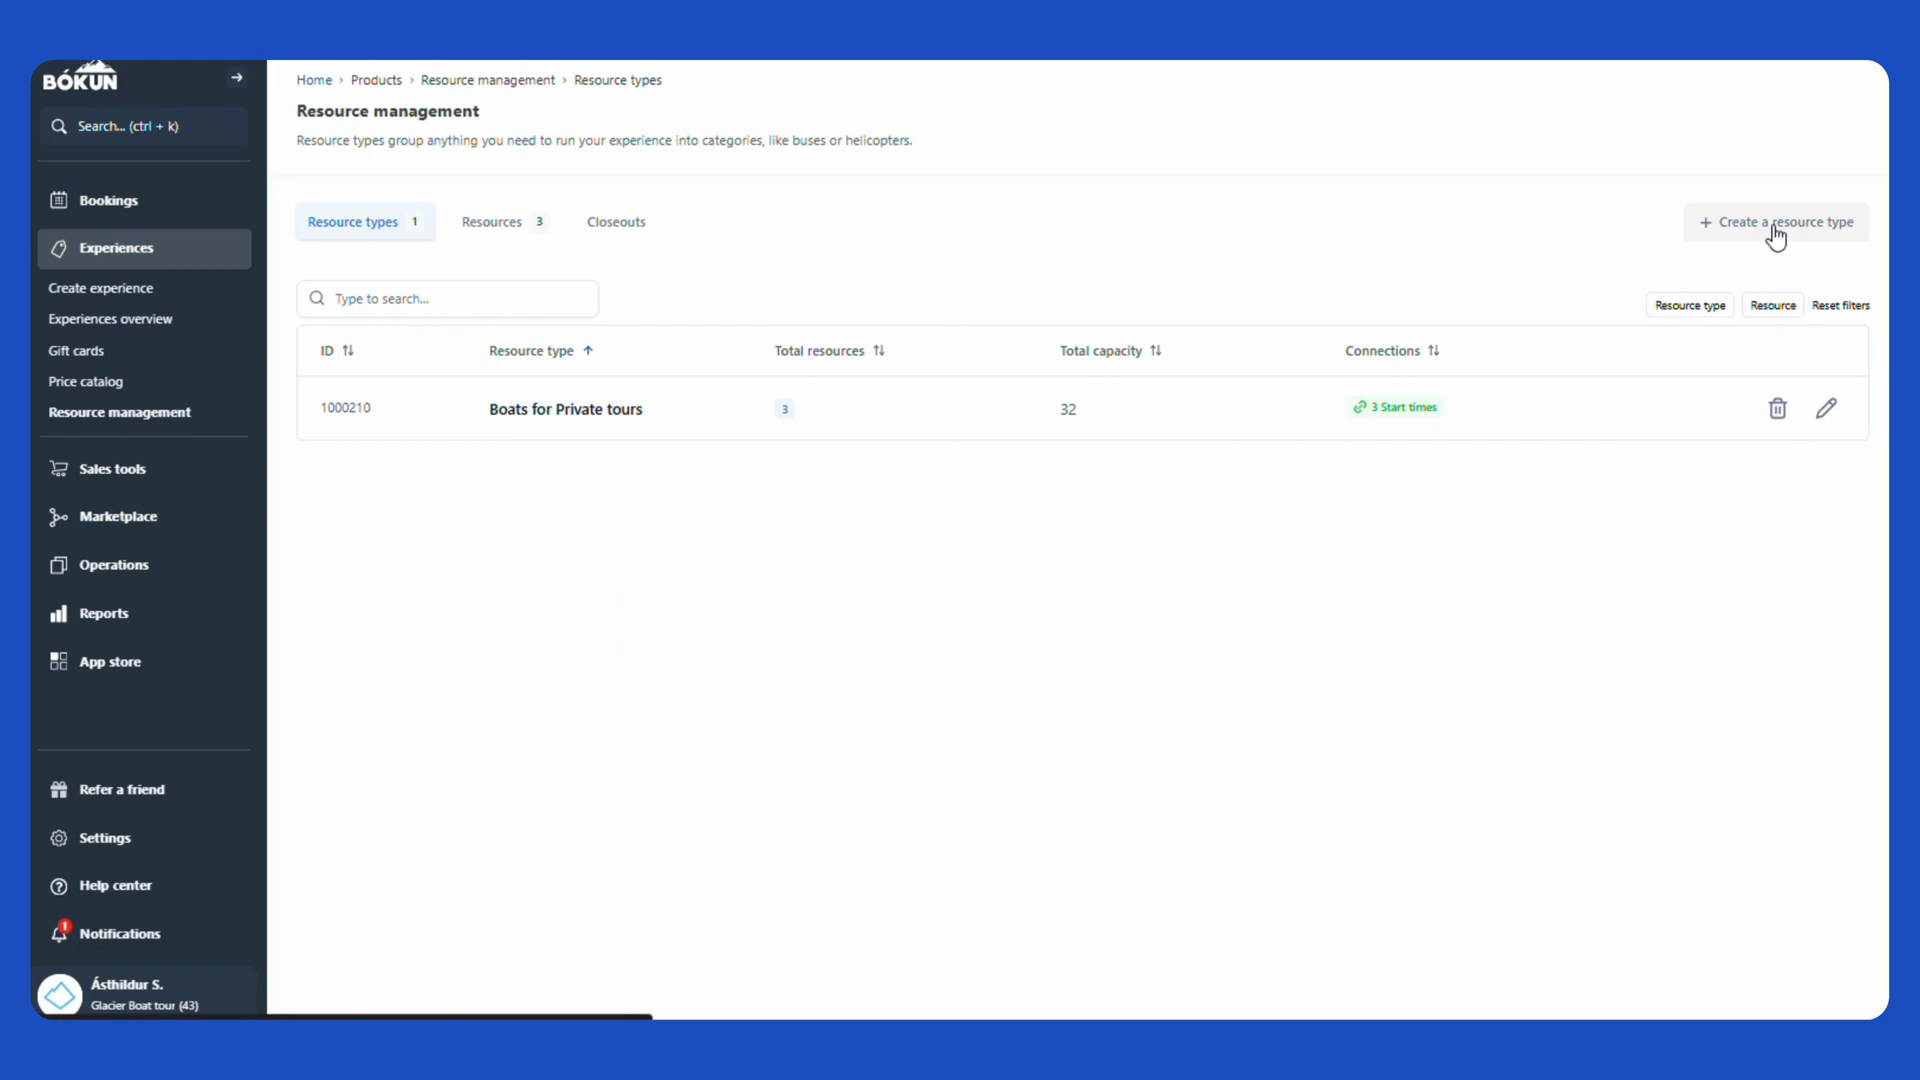 BÓKUN
Search... (ctrl + k)
Bookings
Experiences
Create experience
Experiences overview
Gift cards
Price catalog
Resource management
Sales tools
Marketplace
Operations
Reports
App store
Refer a friend
Settings
Help center
1
Notifications
Ásthildur S.
Glacier Boat tour (43)
Home > Products > Resource management > Resource types
Resource management
Resource types group anything you need to run your experience into categories, like buses or helicopters.
Resource types 1 Resources 3 Closeouts
+ Create a resource type
Type to search...
Resource type Resource Reset filters
ID Resource type Total resources Total capacity Connections
1000210 Boats for Private tours 3 32 3 Start times